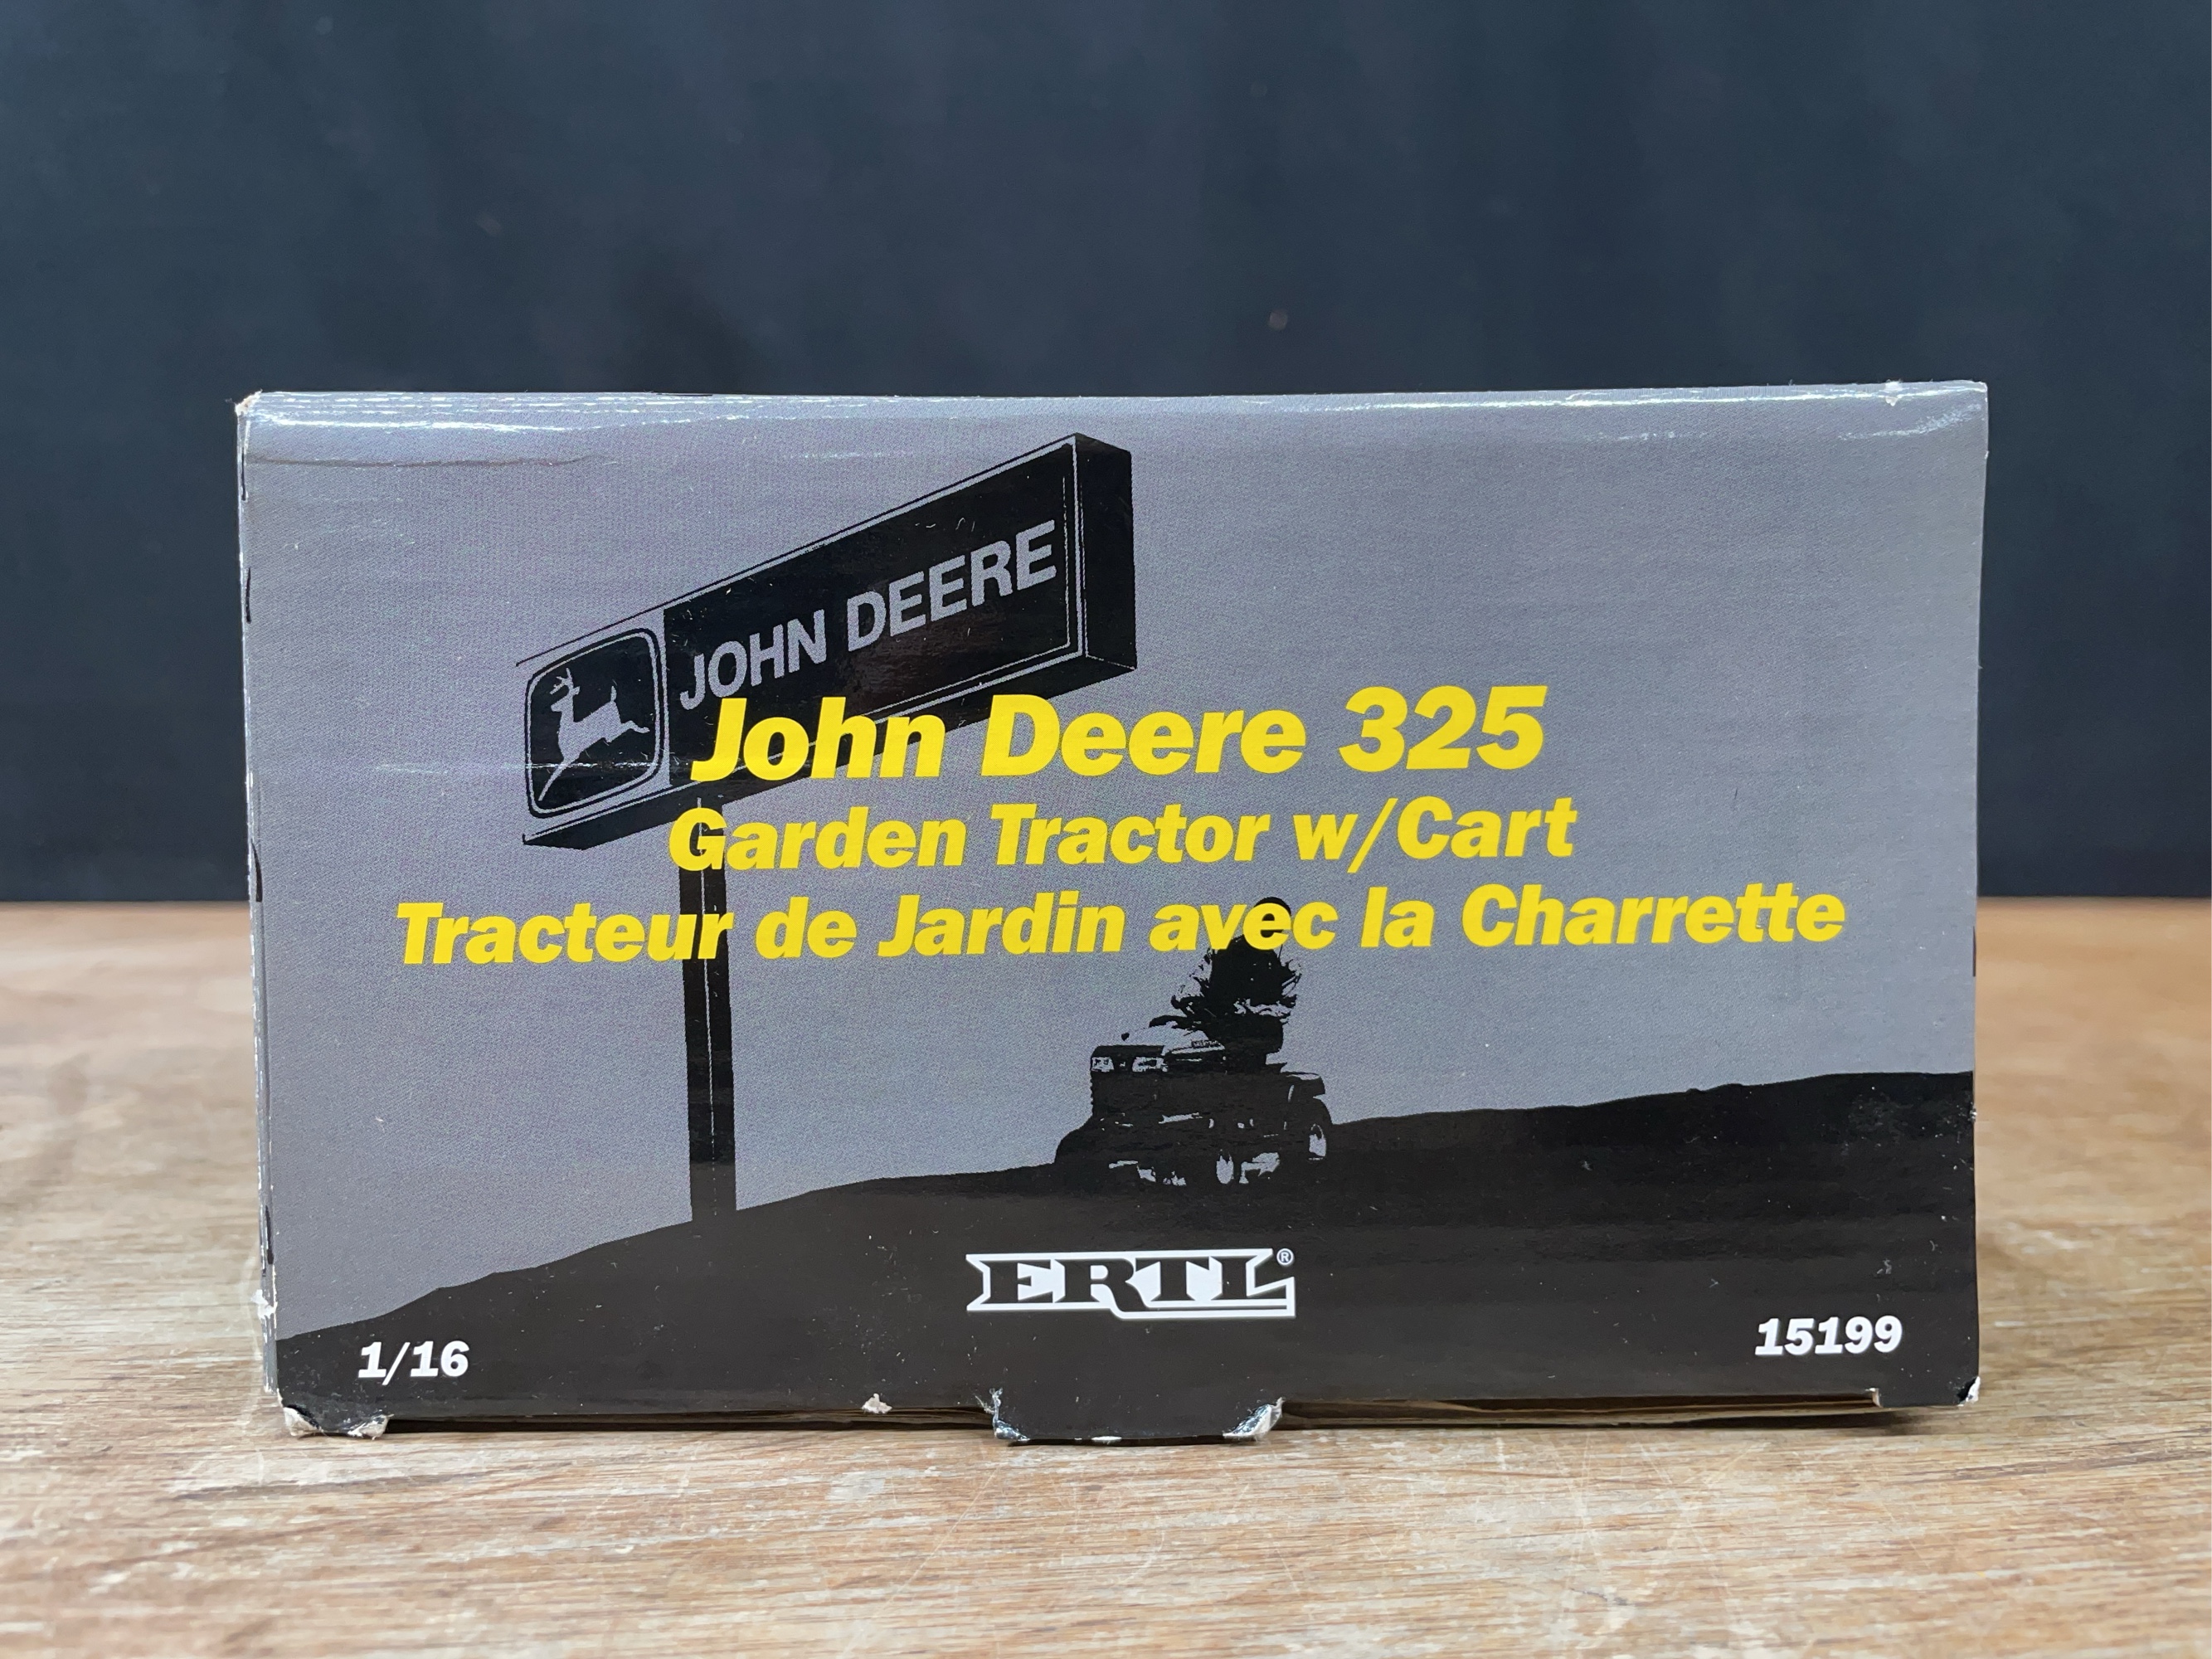 JOHN DEERE
John Deere 325
Garden Tractor w/Cart
Tracteur de Jardin avec la Charrette
ERTL®
1/16
15199